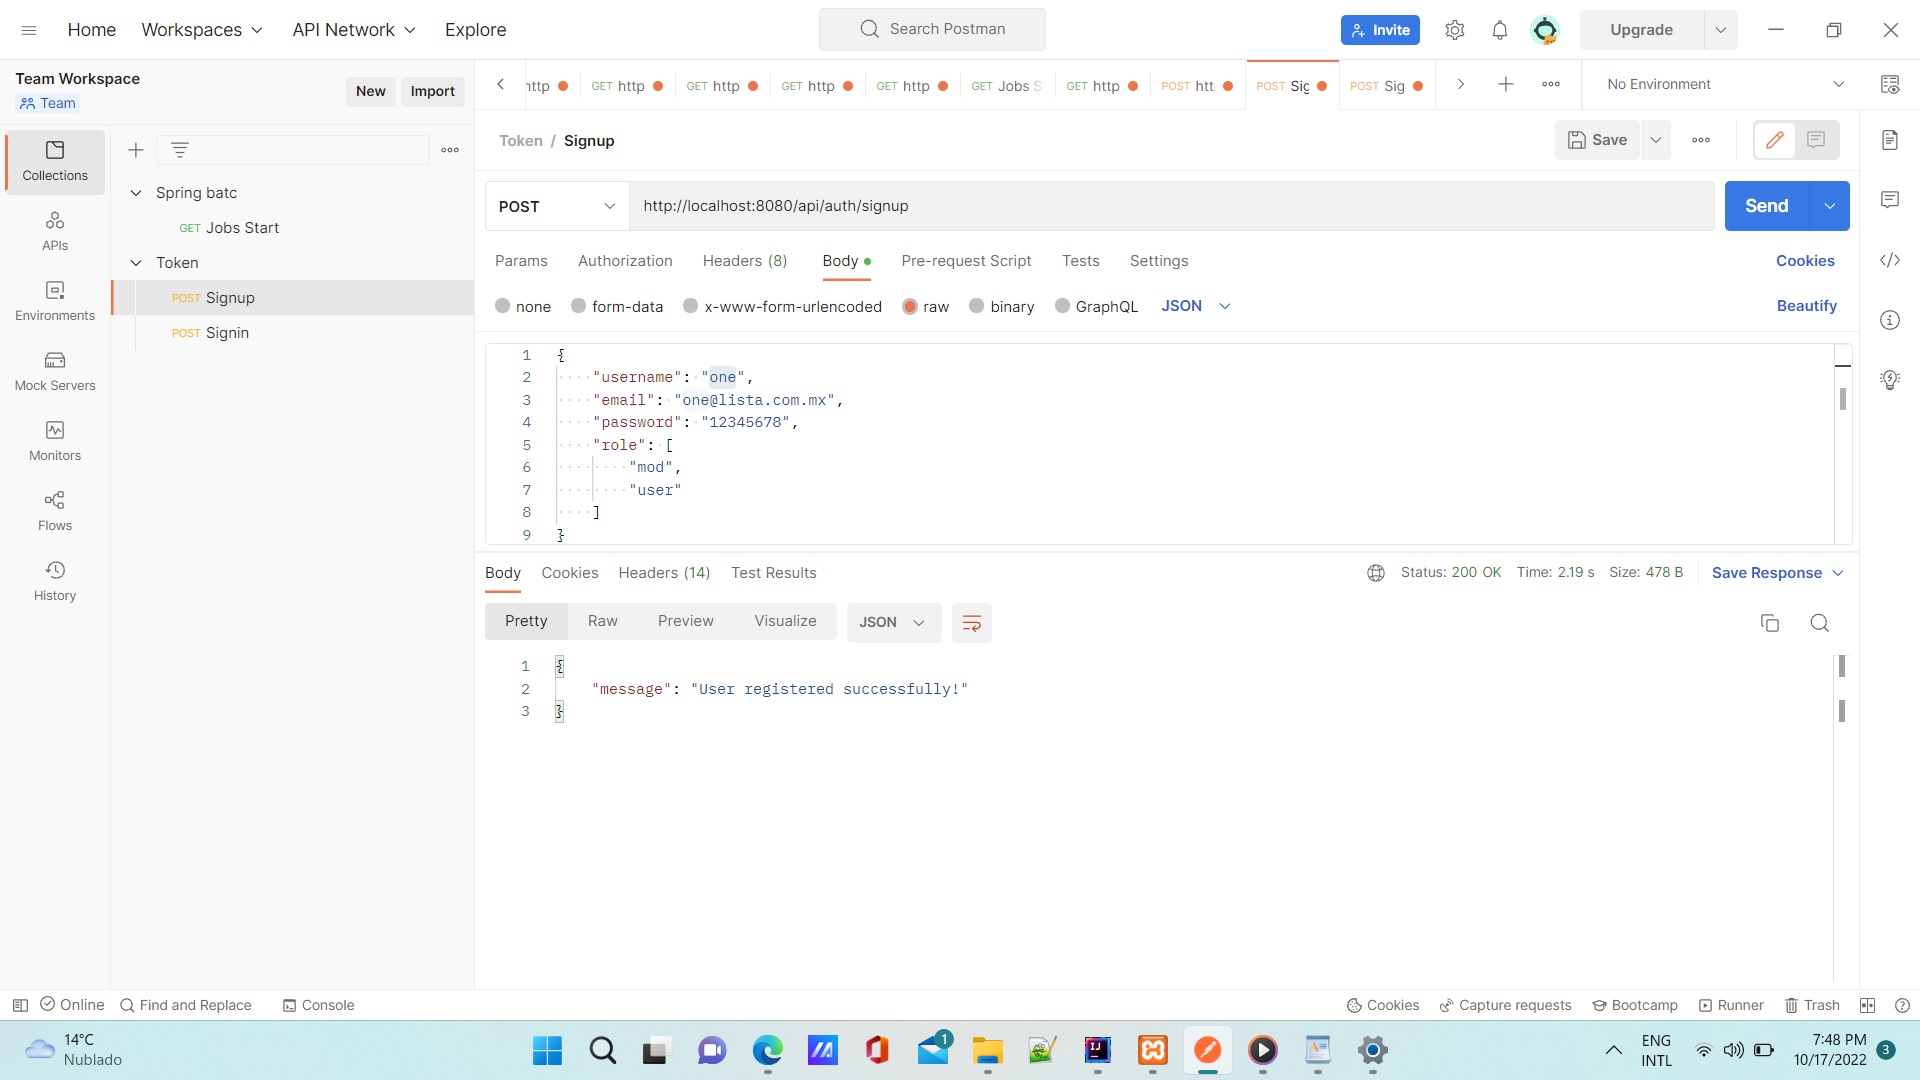 Home
Workspaces
API Network
Explore
Search Postman
Invite
Upgrade
Team Workspace
Team
New
Import
http
GET http
GET http
GET http
GET http
GET Jobs S
GET http
POST htt
POST Sig
POST Sig
No Environment
Collections
APIs
Environments
Mock Servers
Monitors
Flows
History
Spring batc
GET Jobs Start
Token
POST Signup
POST Signin
Token / Signup
Save
POST
http://localhost:8080/api/auth/signup
Send
Params
Authorization
Headers (8)
Body
Pre-request Script
Tests
Settings
Cookies
none
form-data
x-www-form-urlencoded
raw
binary
GraphQL
JSON
Beautify
1 {
2 "username": "one",
3 "email": "one@lista.com.mx",
4 "password": "12345678",
5 "role": [
6 "mod",
7 "user"
8 ]
9 }
Body
Cookies
Headers (14)
Test Results
Status: 200 OK
Time: 2.19 s
Size: 478 B
Save Response
Pretty
Raw
Preview
Visualize
JSON
1 {
2 "message": "User registered successfully!"
3 }
Online
Find and Replace
Console
Cookies
Capture requests
Bootcamp
Runner
Trash
14°C
Nublado
1
IJ
ENG
INTL
7:48 PM
10/17/2022
3